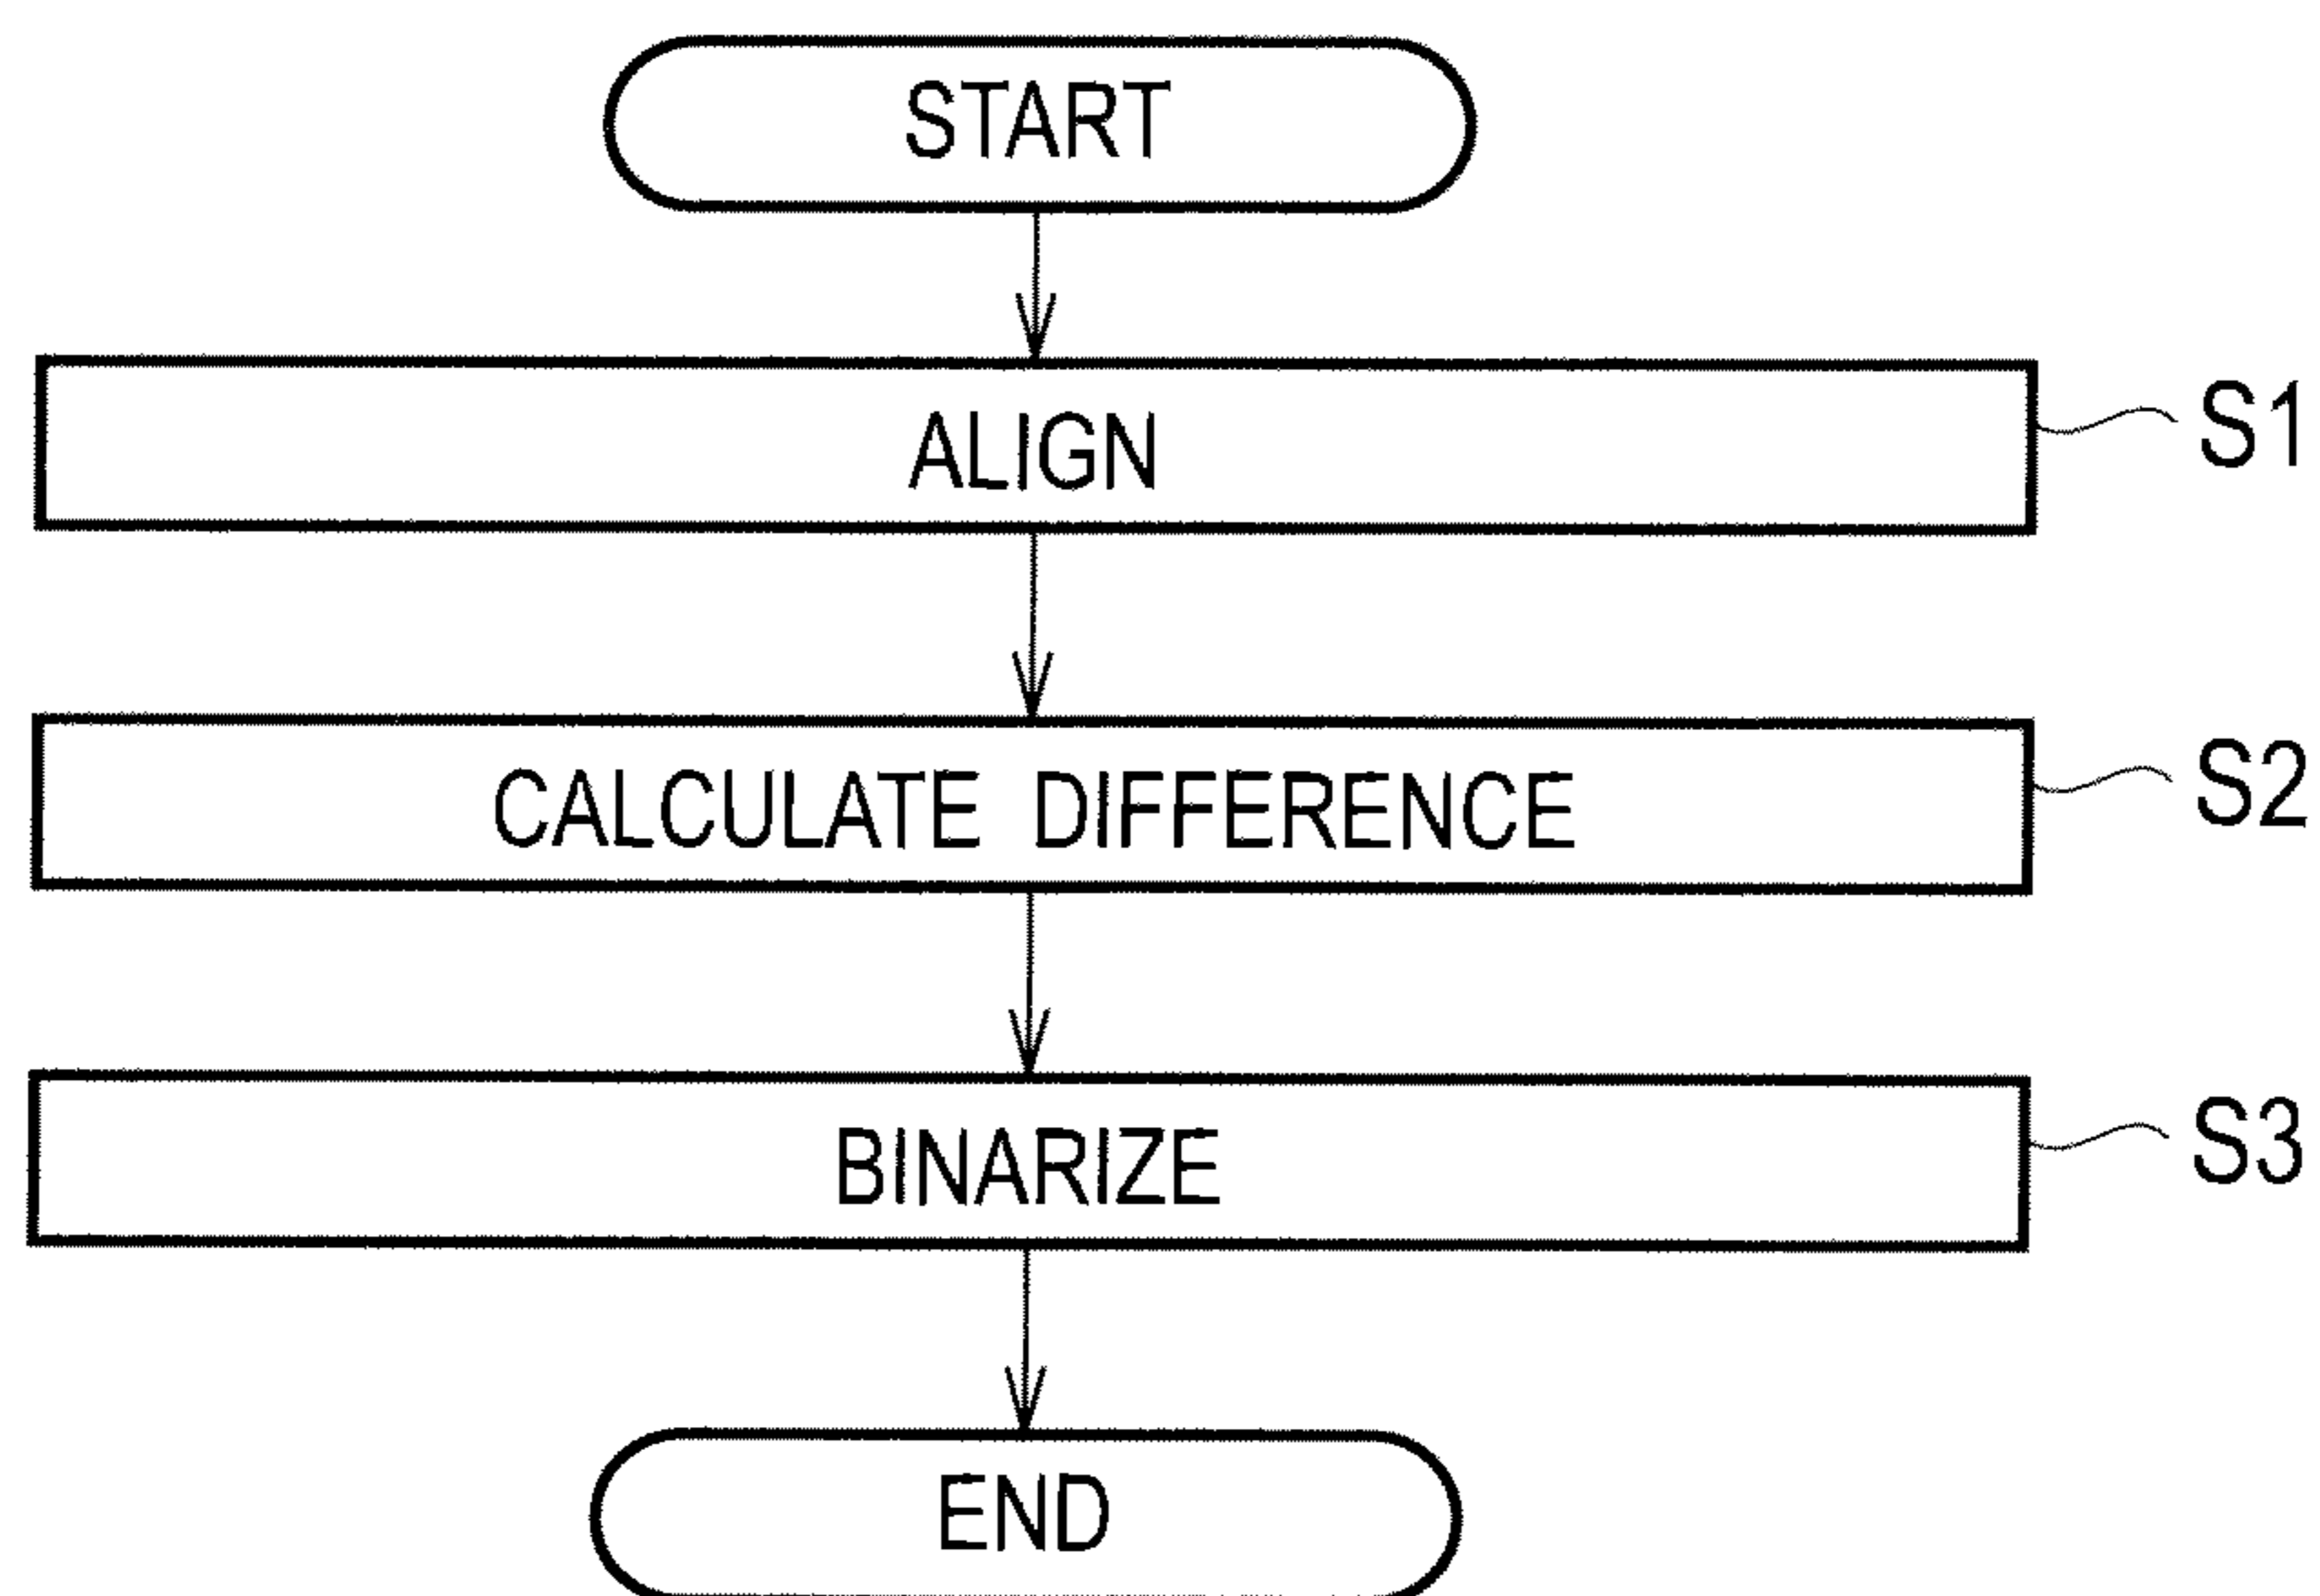 START
ALIGN
S1
CALCULATE DIFFERENCE
S2
BINARIZE
S3
END